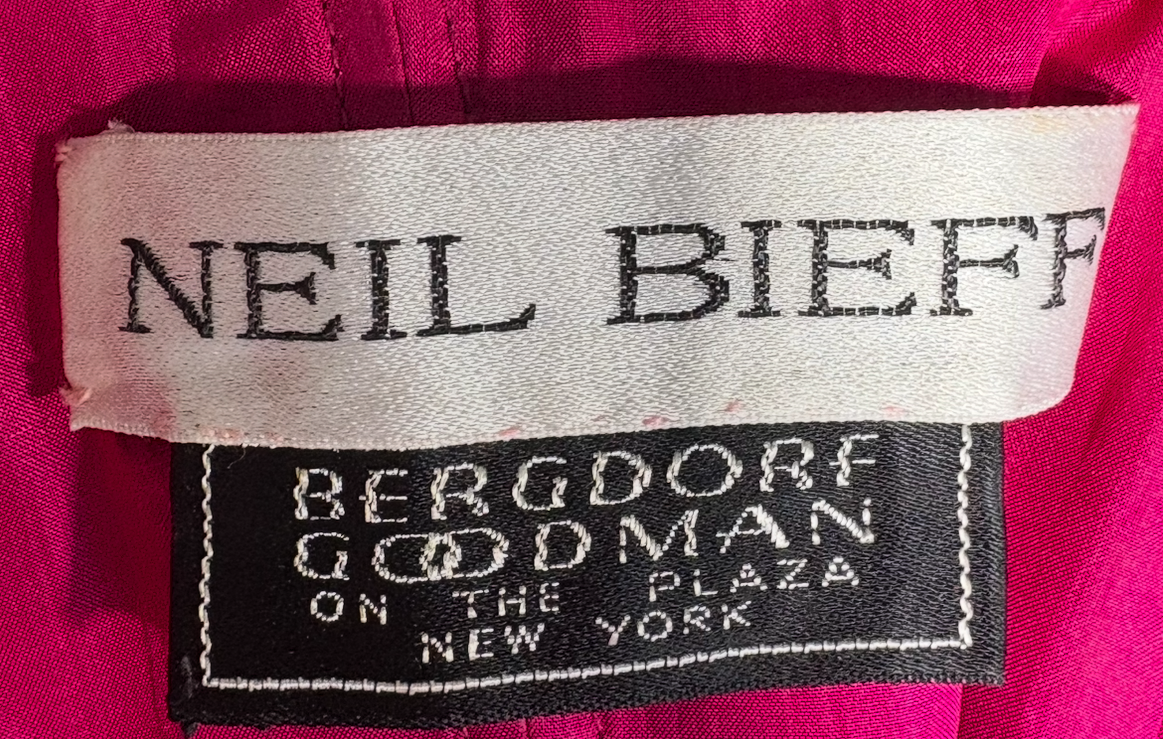 NEIL BIEFF
BERGDORF
GOODMAN
ON THE PLAZA
NEW YORK